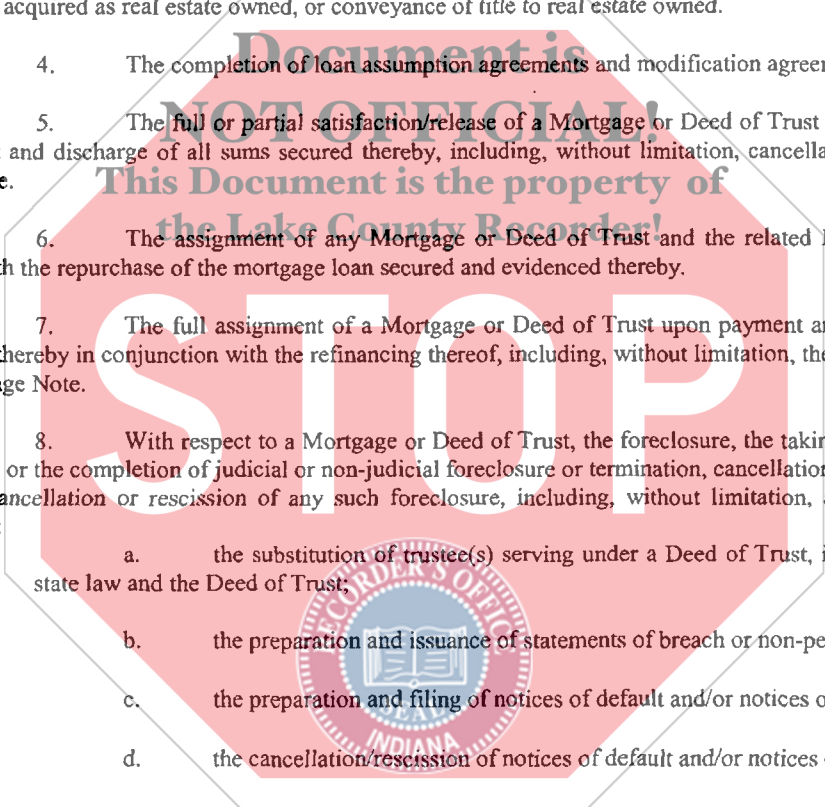 acquired as real estate owned, or conveyance of title to real estate owned.
Document is
4. The completion of loan assumption agreements and modification agreer
NOT OFFICIAL!
5. The full or partial satisfaction/release of a Mortgage or Deed of Trust
and discharge of all sums secured thereby, including, without limitation, cancella
e.
This Document is the property of
the Lake County Recorder!
6. The assignment of any Mortgage or Deed of Trust and the related
h the repurchase of the mortgage loan secured and evidenced thereby.
7. The full assignment of a Mortgage or Deed of Trust upon payment a
hereby in conjunction with the refinancing thereof, including, without limitation, the
ge Note.
STOP
8. With respect to a Mortgage or Deed of Trust, the foreclosure, the takin
or the completion of judicial or non-judicial foreclosure or termination, cancellation
ancellation or rescission of any such foreclosure, including, without limitation,
a. the substitution of trustee(s) serving under a Deed of Trust, i
state law and the Deed of Trust;
RECORDER'S OFFICE
b. the preparation and issuance of statements of breach or non-pe
c. the preparation and filing of notices of default and/or notices o
SEAL
INDIANA
d. the cancellation/rescission of notices of default and/or notices